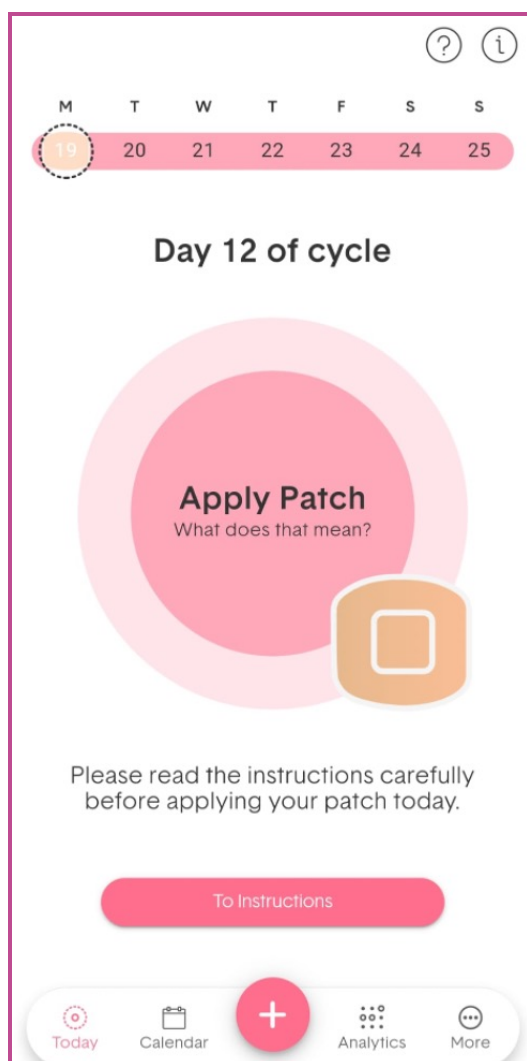 ? i
M T W T F S S
19 20 21 22 23 24 25
Day 12 of cycle
Apply Patch
What does that mean?
Please read the instructions carefully
before applying your patch today.
To Instructions
+
Today Calendar Analytics More